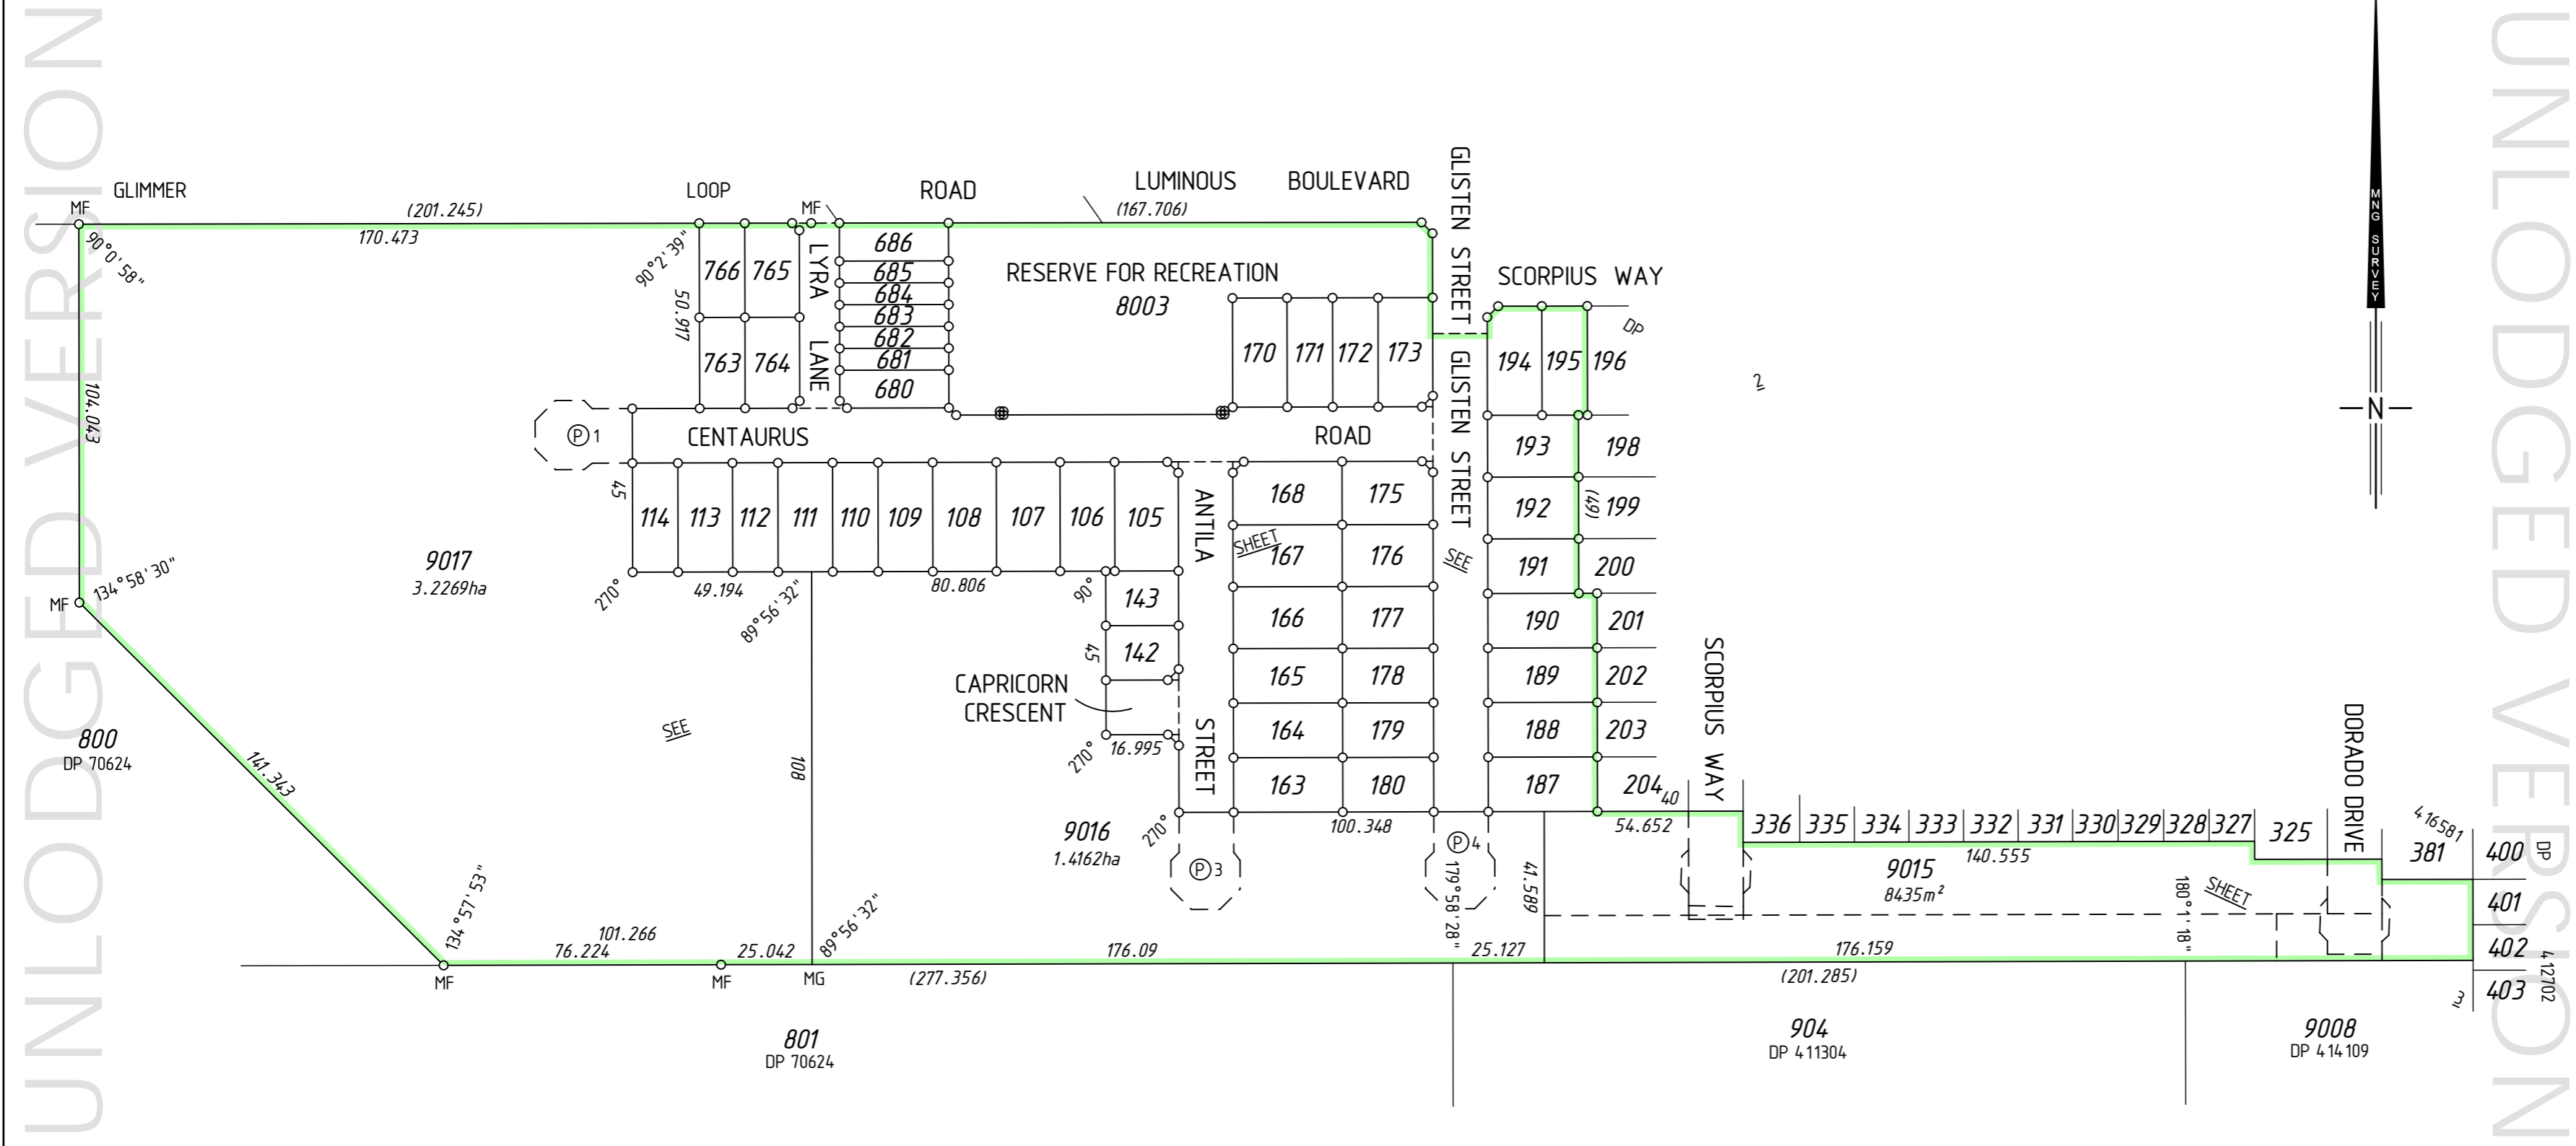 UNLODGED VERSION
UNLODGED VERSION
MNG SURVEY
N
GLIMMER
LOOP
ROAD
LUMINOUS BOULEVARD
GLISTEN STREET
MF
(201.245)
MF
(167.706)
170.473
90°0'58"
90°2'39"
50.917
766
765
763
764
LYRA LANE
686
685
684
683
682
681
680
RESERVE FOR RECREATION
8003
170
171
172
173
GLISTEN STREET
SCORPIUS WAY
DP
194
195
196
2
104.043
P 1
CENTAURUS
ROAD
193
198
192
(49)
199
191
200
190
201
189
202
188
203
187
204
45
114
113
112
111
110
109
108
107
106
105
ANTILA
STREET
168
175
SHEET
167
176
SEE
166
177
165
178
164
179
163
180
9017
3.2269ha
134°58'30"
MF
270°
49.194
89°56'32"
80.806
90°
143
142
45
CAPRICORN
CRESCENT
16.995
270°
SEE
108
800
DP 70624
141.343
SCORPIUS WAY
DORADO DRIVE
40
54.652
336
335
334
333
332
331
330
329
328
327
325
416581
381
400
DP
401
402
403
412702
3
9016
1.4162ha
270°
100.348
P 3
P 4
179°58'28"
41.589
9015
8435m²
140.555
180°1'18"
SHEET
134°57'53"
101.266
76.224
25.042
89°56'32"
176.09
25.127
176.159
MF
MF
MG
(277.356)
(201.285)
801
DP 70624
904
DP 411304
9008
DP 414109